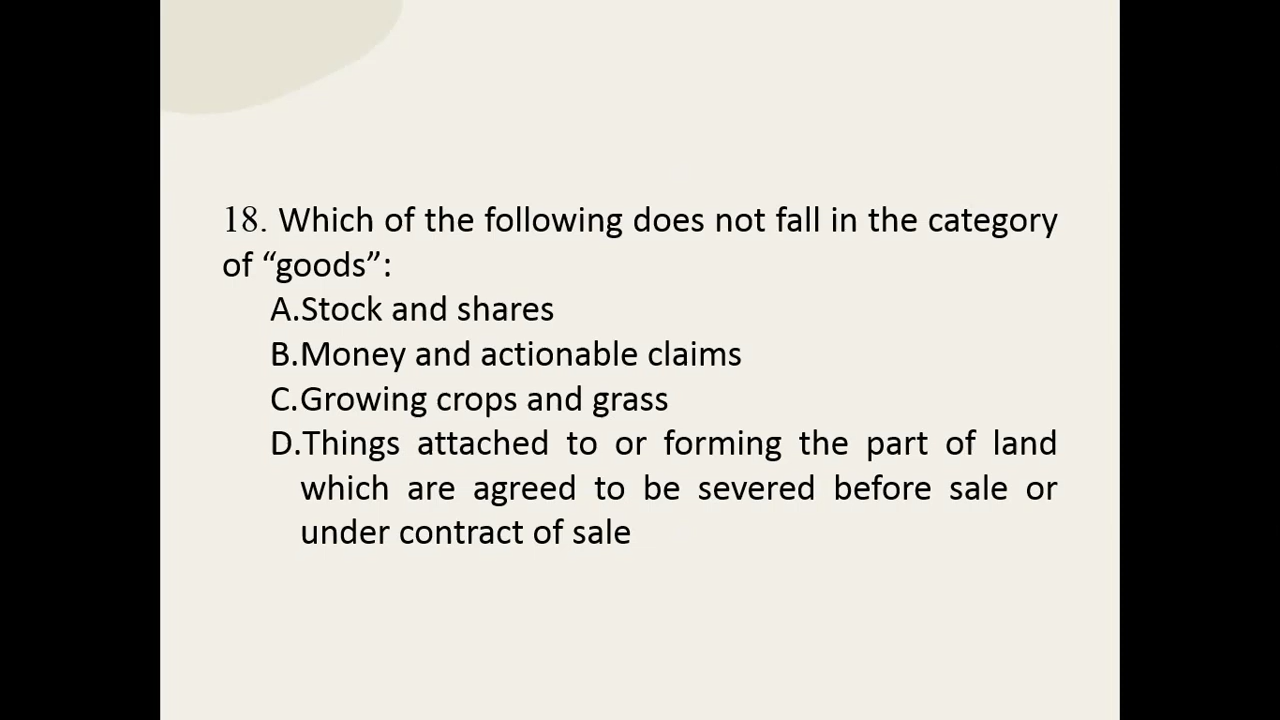 18. Which of the following does not fall in the category
of “goods”:
A.Stock and shares
B.Money and actionable claims
C.Growing crops and grass
D.Things attached to or forming the part of land
which are agreed to be severed before sale or
under contract of sale